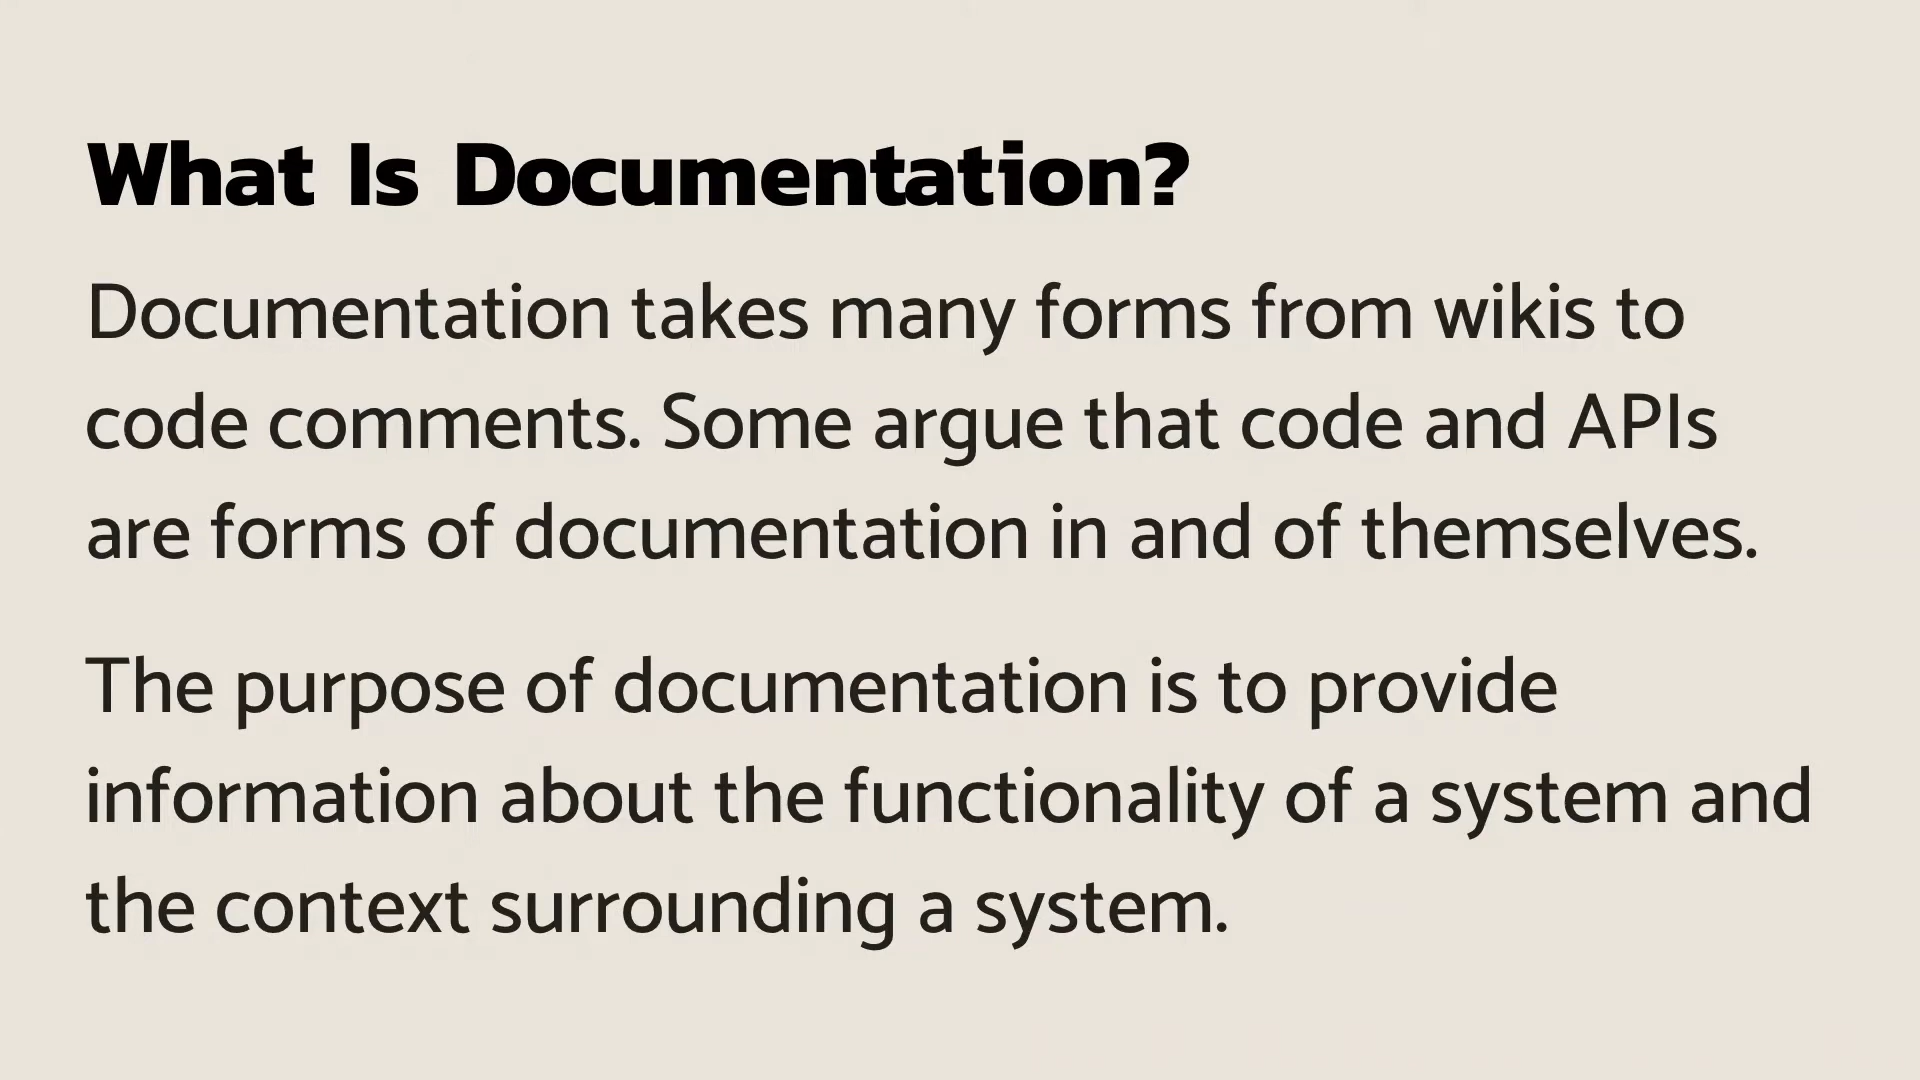 What Is Documentation?
Documentation takes many forms from wikis to
code comments. Some argue that code and APIs
are forms of documentation in and of themselves.
The purpose of documentation is to provide
information about the functionality of a system and
the context surrounding a system.